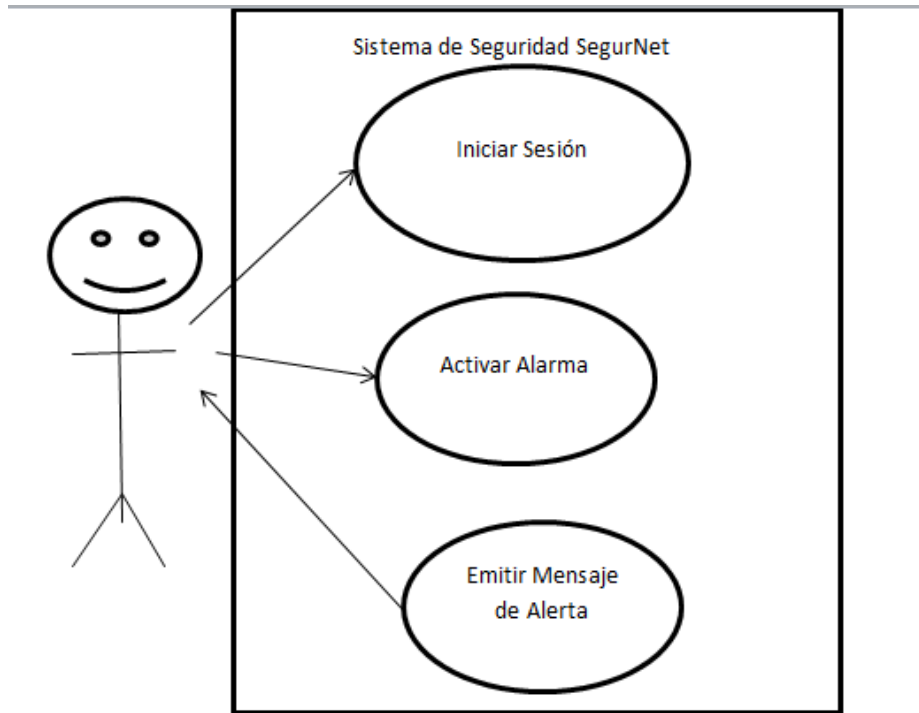 Sistema de Seguridad SegurNet
Iniciar Sesión
Activar Alarma
Emitir Mensaje
de Alerta